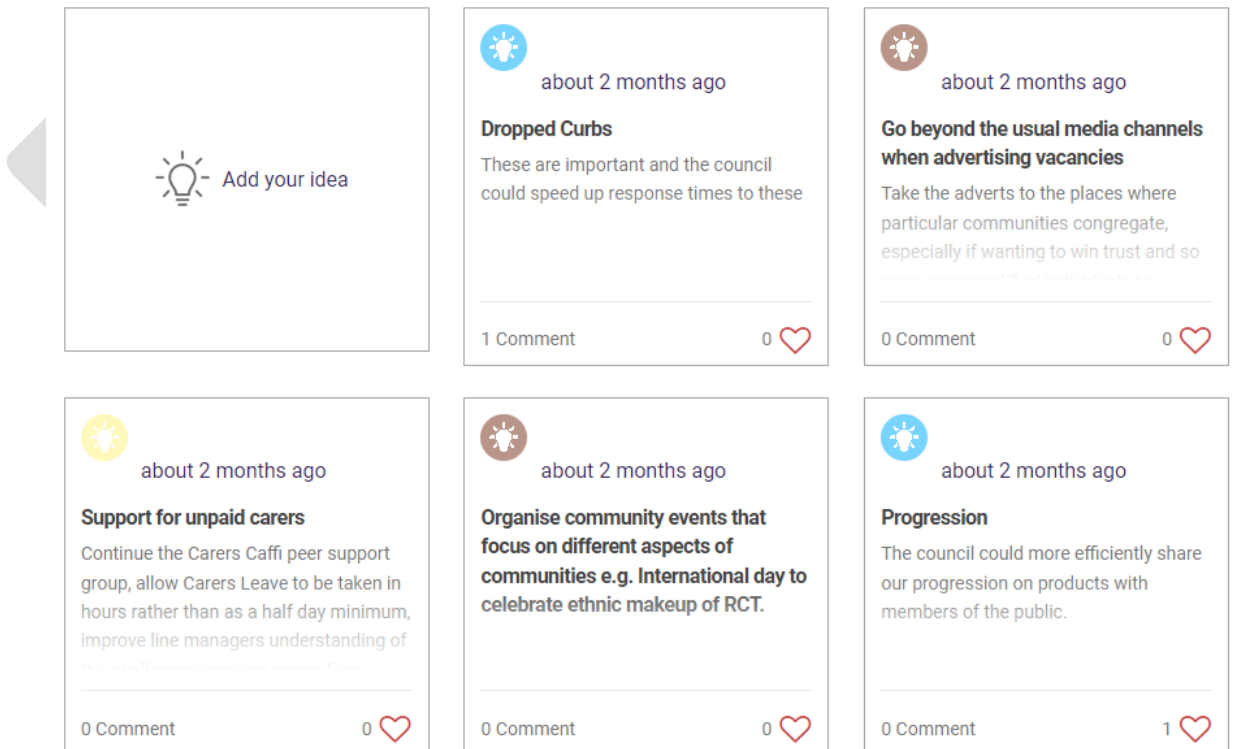 Add your idea
about 2 months ago
Dropped Curbs
These are important and the council
could speed up response times to these
1 Comment
0
about 2 months ago
Go beyond the usual media channels
when advertising vacancies
Take the adverts to the places where
particular communities congregate,
especially if wanting to win trust and so
0 Comment
0
about 2 months ago
Support for unpaid carers
Continue the Carers Caffi peer support
group, allow Carers Leave to be taken in
hours rather than as a half day minimum,
improve line managers understanding of
0 Comment
0
about 2 months ago
Organise community events that
focus on different aspects of
communities e.g. International day to
celebrate ethnic makeup of RCT.
0 Comment
0
about 2 months ago
Progression
The council could more efficiently share
our progression on products with
members of the public.
0 Comment
1